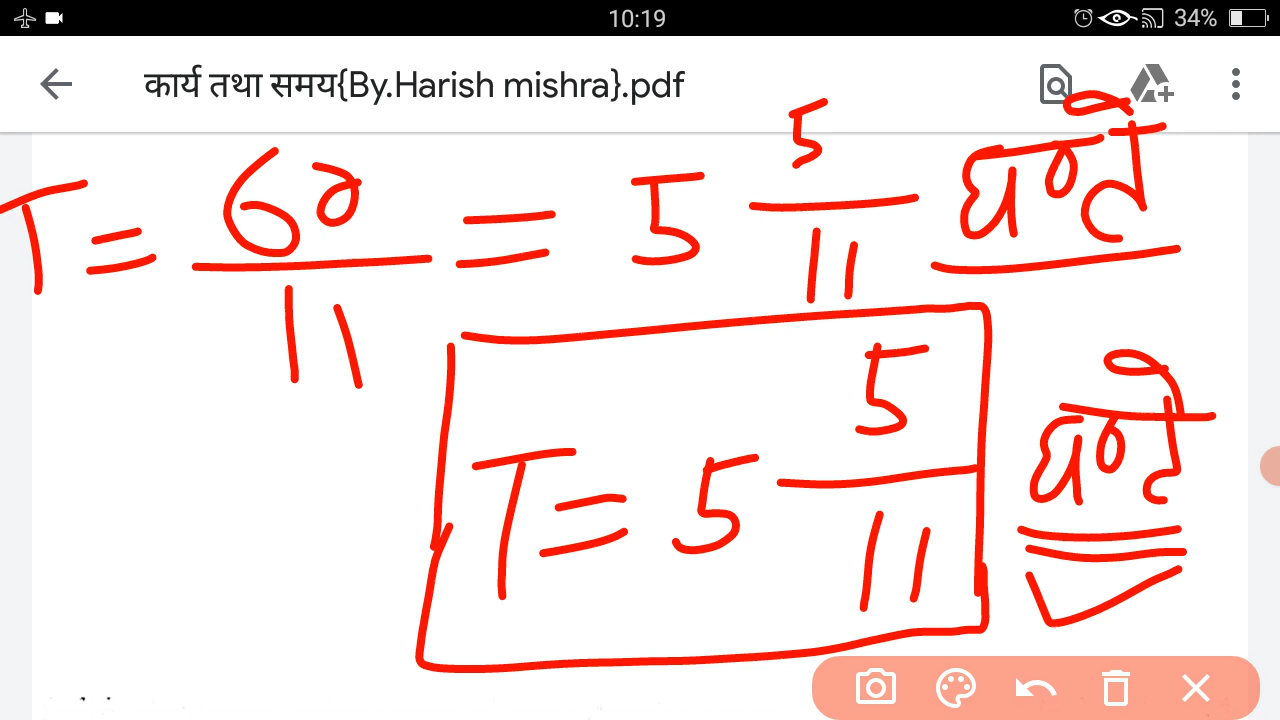 10:19 34%
कार्य तथा समय{By.Harish mishra}.pdf
T = 60/11 = 5 5/11 घण्टे
T = 5 5/11 घण्टे